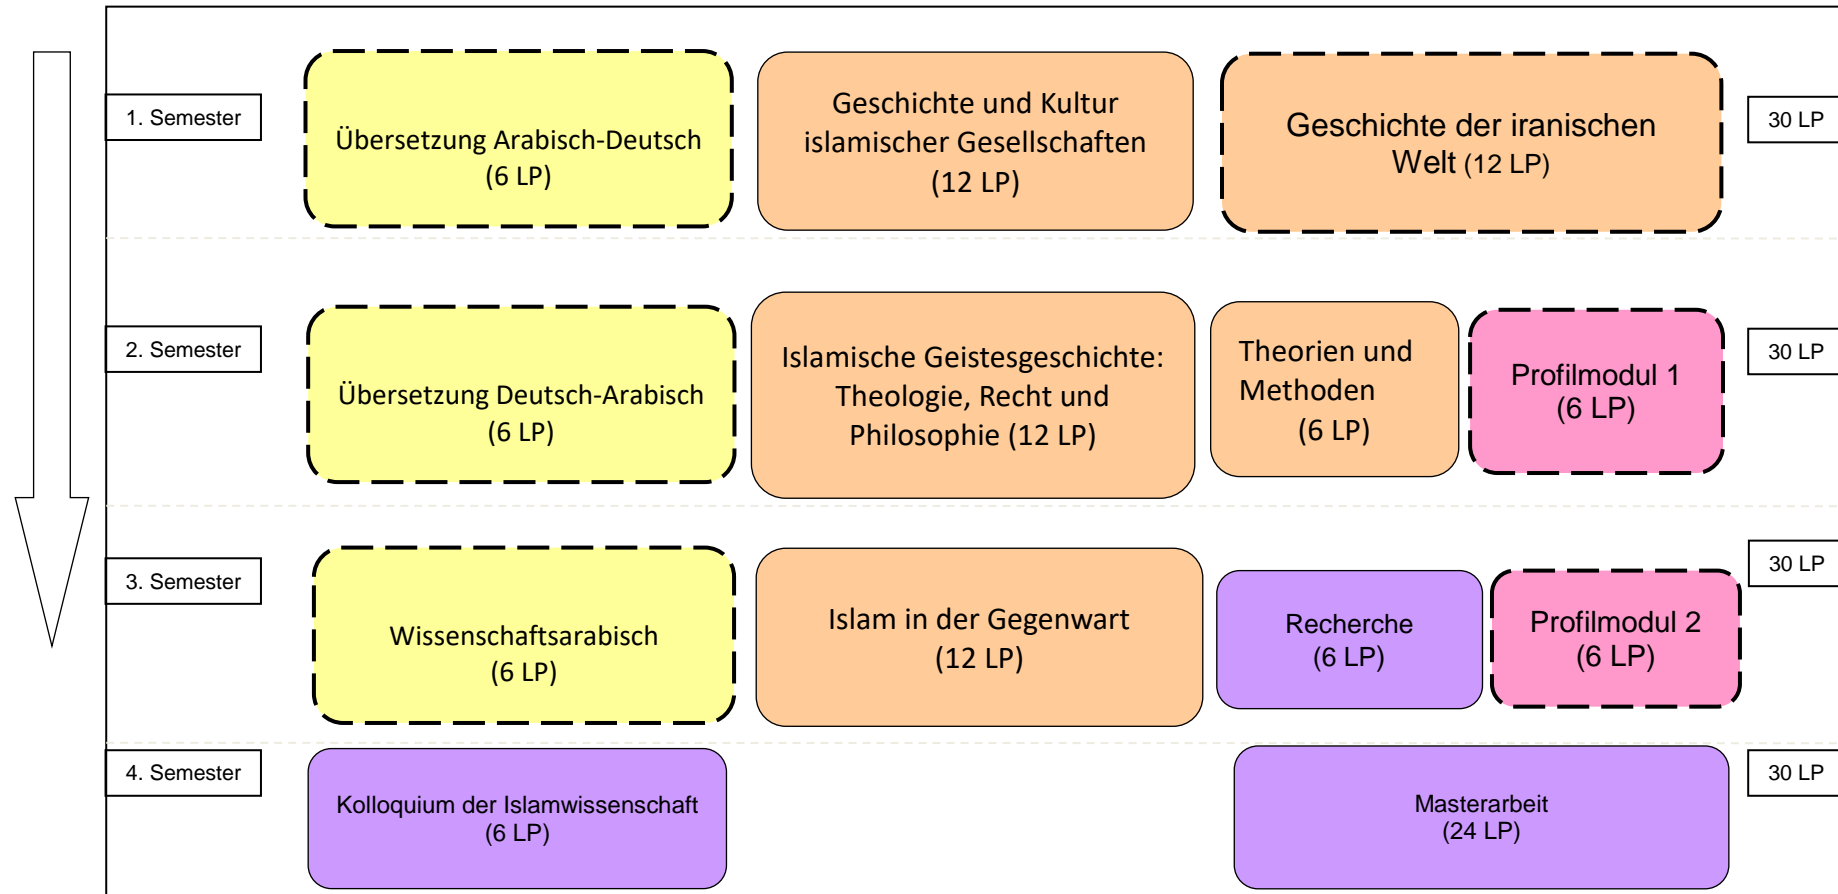 1. Semester
Übersetzung Arabisch-Deutsch
(6 LP)
Geschichte und Kultur
islamischer Gesellschaften
(12 LP)
Geschichte der iranischen
Welt (12 LP)
30 LP
2. Semester
Übersetzung Deutsch-Arabisch
(6 LP)
Islamische Geistesgeschichte:
Theologie, Recht und
Philosophie (12 LP)
Theorien und
Methoden
(6 LP)
Profilmodul 1
(6 LP)
30 LP
3. Semester
Wissenschaftsarabisch
(6 LP)
Islam in der Gegenwart
(12 LP)
Recherche
(6 LP)
Profilmodul 2
(6 LP)
30 LP
4. Semester
Kolloquium der Islamwissenschaft
(6 LP)
Masterarbeit
(24 LP)
30 LP